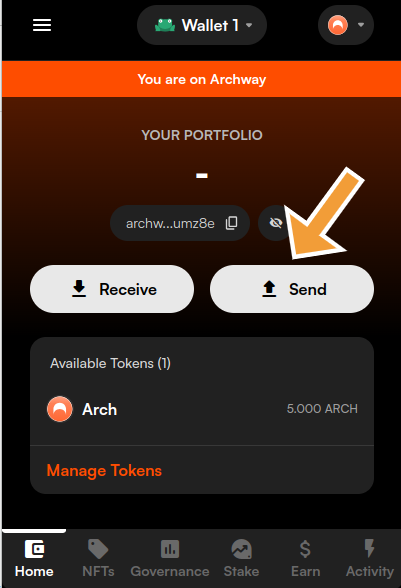 Wallet 1
You are on Archway
YOUR PORTFOLIO
-
archw...umz8e
Receive
Send
Available Tokens (1)
Arch 5.000 ARCH
Manage Tokens
Home NFTs Governance Stake Earn Activity